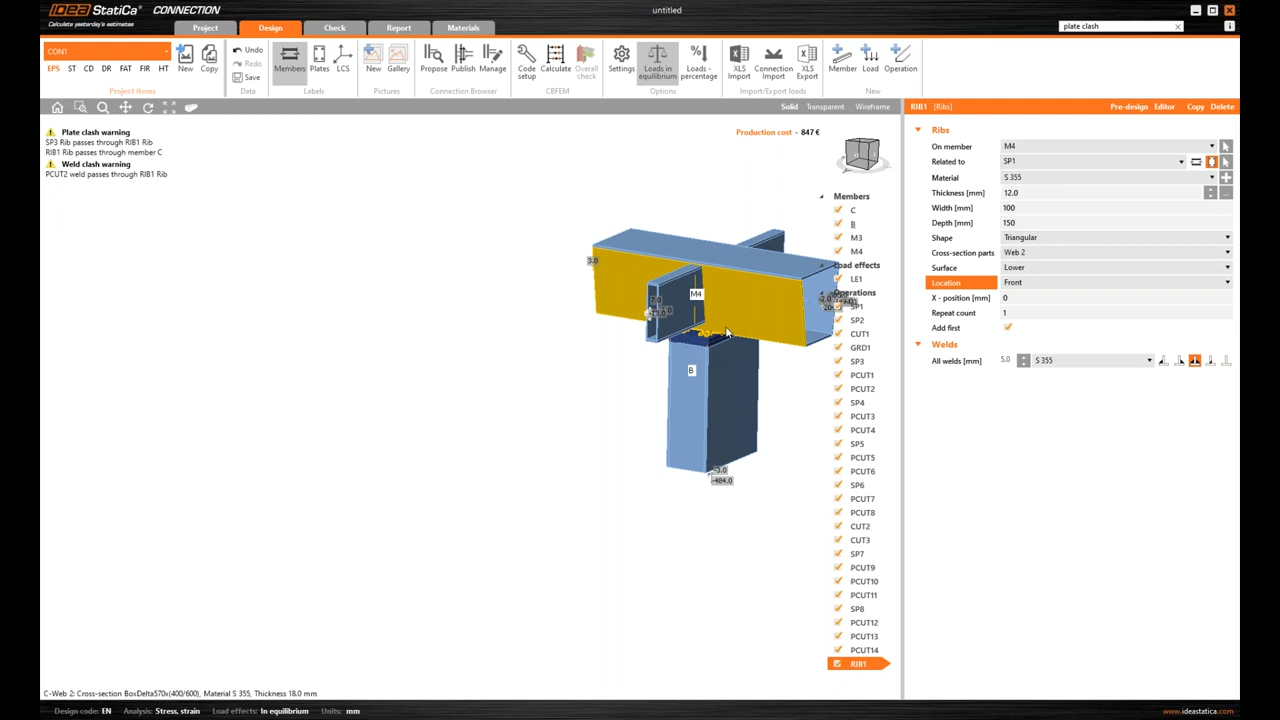 IDEA StatiCa® CONNECTION
Calculate yesterday's estimates
untitled
plate clash
Project Design Check Report Materials
CON1
EPS ST CD DR FAT FIR HT
New Copy
Undo
Redo
Save
Members Plates LCS
New Gallery
Propose Publish Manage
Code setup Calculate Overall check
Settings Loads in equilibrium Loads - percentage
XLS Import Connection Import XLS Export
Member Load Operation
Project items Data Labels Pictures Connection Browser CBFEM Options Import/Export loads New
Solid Transparent Wireframe
RIB1 [Ribs] Pre-design Editor Copy Delete
Plate clash warning
SP3 Rib passes through RIB1 Rib
RIB1 Rib passes through member C
Weld clash warning
PCUT2 weld passes through RIB1 Rib
Production cost - 847 €
3.0
M4
B
-3.0
-484.0
Members
C
B
M3
M4
Load effects
LE1
Operations
SP1
SP2
CUT1
GRD1
SP3
PCUT1
PCUT2
SP4
PCUT3
PCUT4
SP5
PCUT5
PCUT6
SP6
PCUT7
PCUT8
CUT2
CUT3
SP7
PCUT9
PCUT10
PCUT11
SP8
PCUT12
PCUT13
PCUT14
RIB1
Ribs
On member M4
Related to SP1
Material S 355
Thickness [mm] 12.0
Width [mm] 100
Depth [mm] 150
Shape Triangular
Cross-section parts Web 2
Surface Lower
Location Front
X - position [mm] 0
Repeat count 1
Add first
Welds
All welds [mm] 5.0 S 355
C-Web 2: Cross-section BoxDelta570x(400/600), Material S 355, Thickness 18.0 mm
Design code: EN Analysis: Stress, strain Load effects: In equilibrium Units: mm
www.ideastatica.com